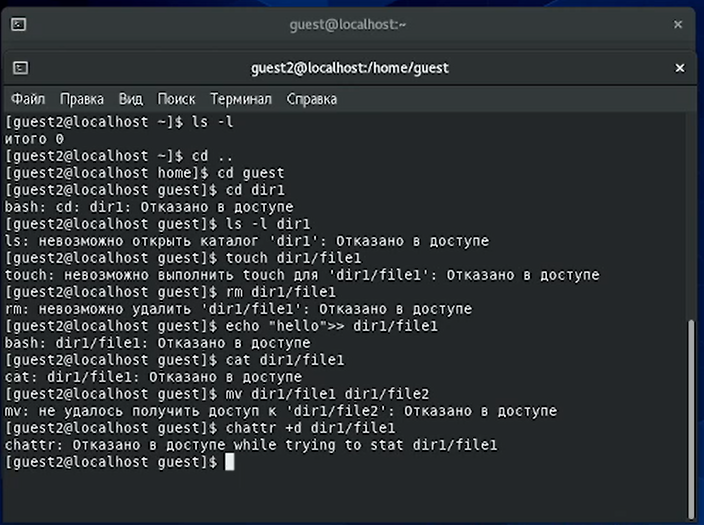 guest@localhost:~
guest2@localhost:/home/guest
Файл Правка Вид Поиск Терминал Справка
[guest2@localhost ~]$ ls -l
итого 0
[guest2@localhost ~]$ cd ..
[guest2@localhost home]$ cd guest
[guest2@localhost guest]$ cd dir1
bash: cd: dir1: Отказано в доступе
[guest2@localhost guest]$ ls -l dir1
ls: невозможно открыть каталог 'dir1': Отказано в доступе
[guest2@localhost guest]$ touch dir1/file1
touch: невозможно выполнить touch для 'dir1/file1': Отказано в доступе
[guest2@localhost guest]$ rm dir1/file1
rm: невозможно удалить 'dir1/file1': Отказано в доступе
[guest2@localhost guest]$ echo "hello">> dir1/file1
bash: dir1/file1: Отказано в доступе
[guest2@localhost guest]$ cat dir1/file1
cat: dir1/file1: Отказано в доступе
[guest2@localhost guest]$ mv dir1/file1 dir1/file2
mv: не удалось получить доступ к 'dir1/file2': Отказано в доступе
[guest2@localhost guest]$ chattr +d dir1/file1
chattr: Отказано в доступе while trying to stat dir1/file1
[guest2@localhost guest]$